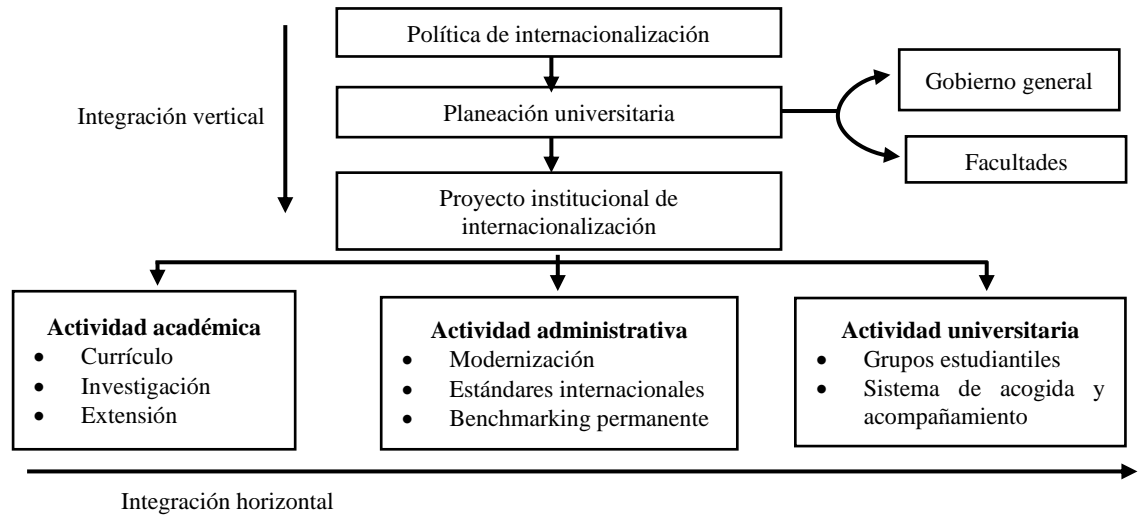 Política de internacionalización
Gobierno general
Integración vertical
Planeación universitaria
Facultades
Proyecto institucional de
internacionalización
Actividad académica
• Currículo
• Investigación
• Extensión
Actividad administrativa
• Modernización
• Estándares internacionales
• Benchmarking permanente
Actividad universitaria
• Grupos estudiantiles
• Sistema de acogida y
acompañamiento
Integración horizontal